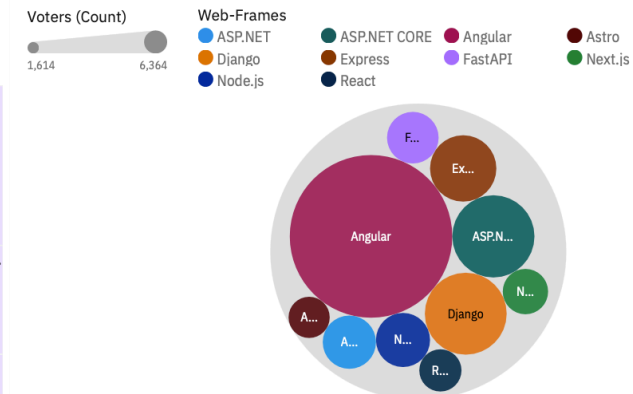 Voters (Count)
1,614 6,364
Web-Frames
ASP.NET ASP.NET CORE Angular Astro
Django Express FastAPI Next.js
Node.js React
F...
Ex...
Angular
ASP.N...
N...
Django
A...
A...
N...
R...